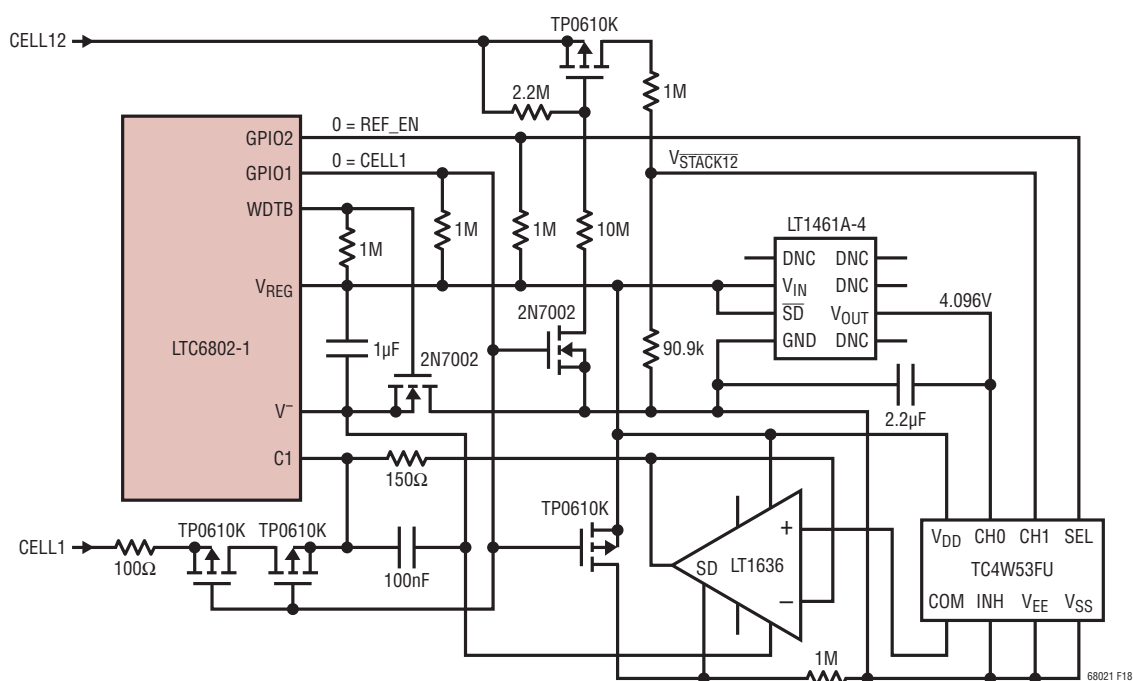 TP0610K
CELL12
2.2M
1M
GPIO2
0 = REF_EN
GPIO1
0 = CELL1
V̅S̅T̅A̅C̅K̅1̅2̅
WDTB
1M
1M
1M
10M
LT1461A-4
DNC
DNC
VREG
VIN
DNC
2N7002
S̅D̅
VOUT
4.096V
LTC6802-1
1µF
90.9k
GND
DNC
2N7002
V–
2.2µF
C1
150Ω
TP0610K
TP0610K
TP0610K
CELL1
100Ω
100nF
+
SD
LT1636
–
VDD
CH0
CH1
SEL
TC4W53FU
COM
INH
VEE
VSS
1M
68021 F18